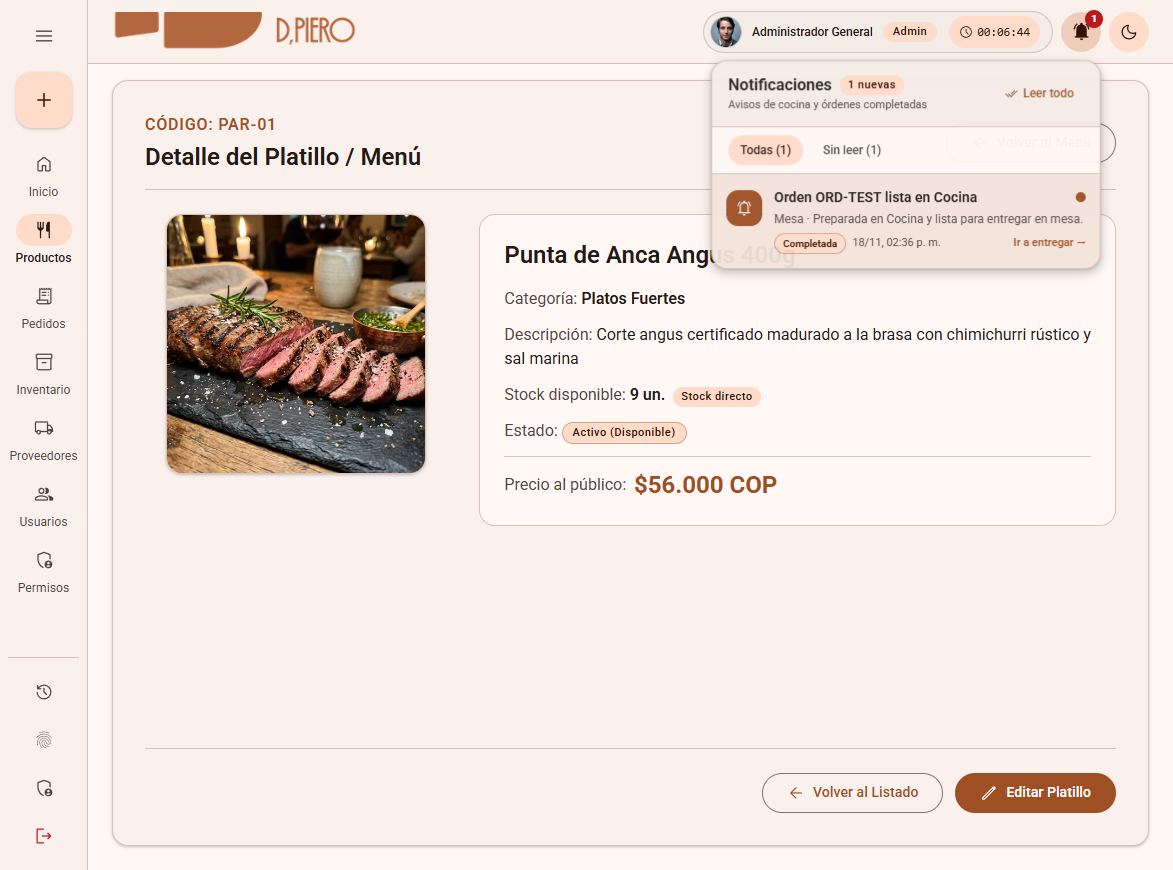 D,PIERO
Administrador General
Admin
00:06:44
1
Notificaciones
1 nuevas
Avisos de cocina y órdenes completadas
Leer todo
Todas (1)
Sin leer (1)
Volver al Menú
Orden ORD-TEST lista en Cocina
Mesa · Preparada en Cocina y lista para entregar en mesa.
Completada
18/11, 02:36 p. m.
Ir a entregar →
Inicio
Productos
Pedidos
Inventario
Proveedores
Usuarios
Permisos
CÓDIGO: PAR-01
Detalle del Platillo / Menú
Punta de Anca Angus 400g
Categoría: Platos Fuertes
Descripción: Corte angus certificado madurado a la brasa con chimichurri rústico y
sal marina
Stock disponible: 9 un. Stock directo
Estado: Activo (Disponible)
Precio al público: $56.000 COP
Volver al Listado
Editar Platillo